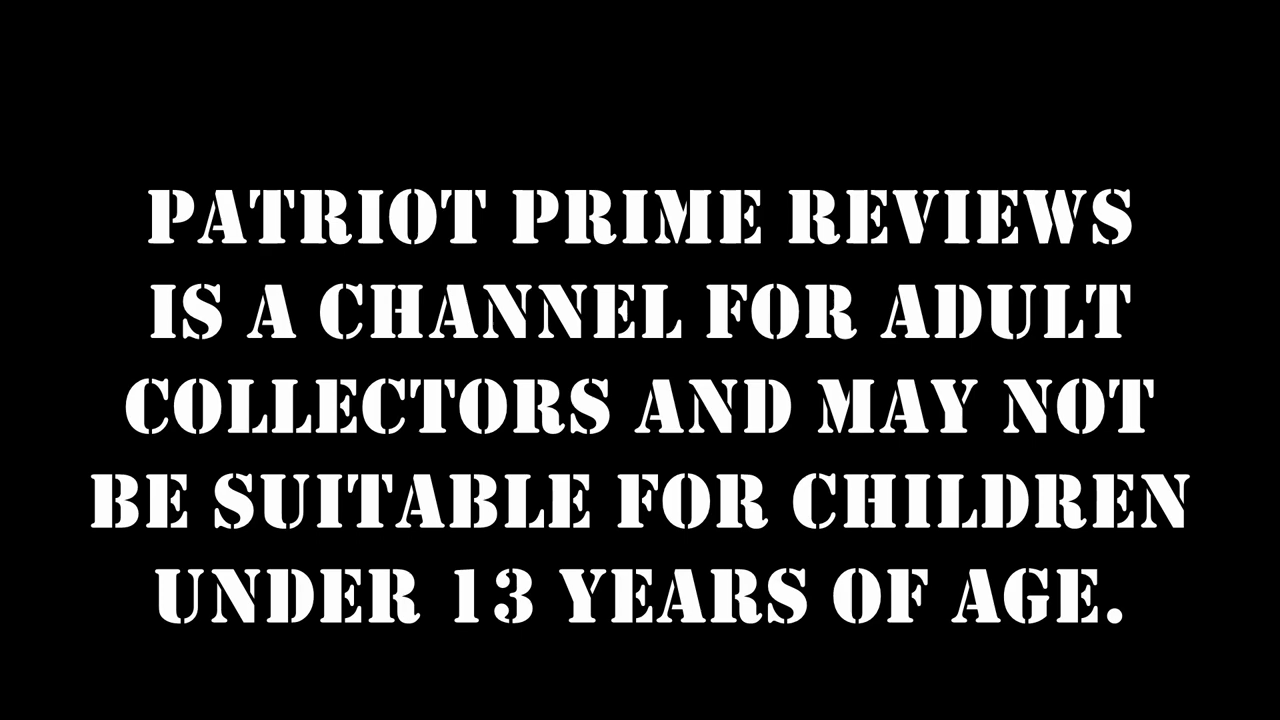 PATRIOT PRIME REVIEWS
IS A CHANNEL FOR ADULT
COLLECTORS AND MAY NOT
BE SUITABLE FOR CHILDREN
UNDER 13 YEARS OF AGE.